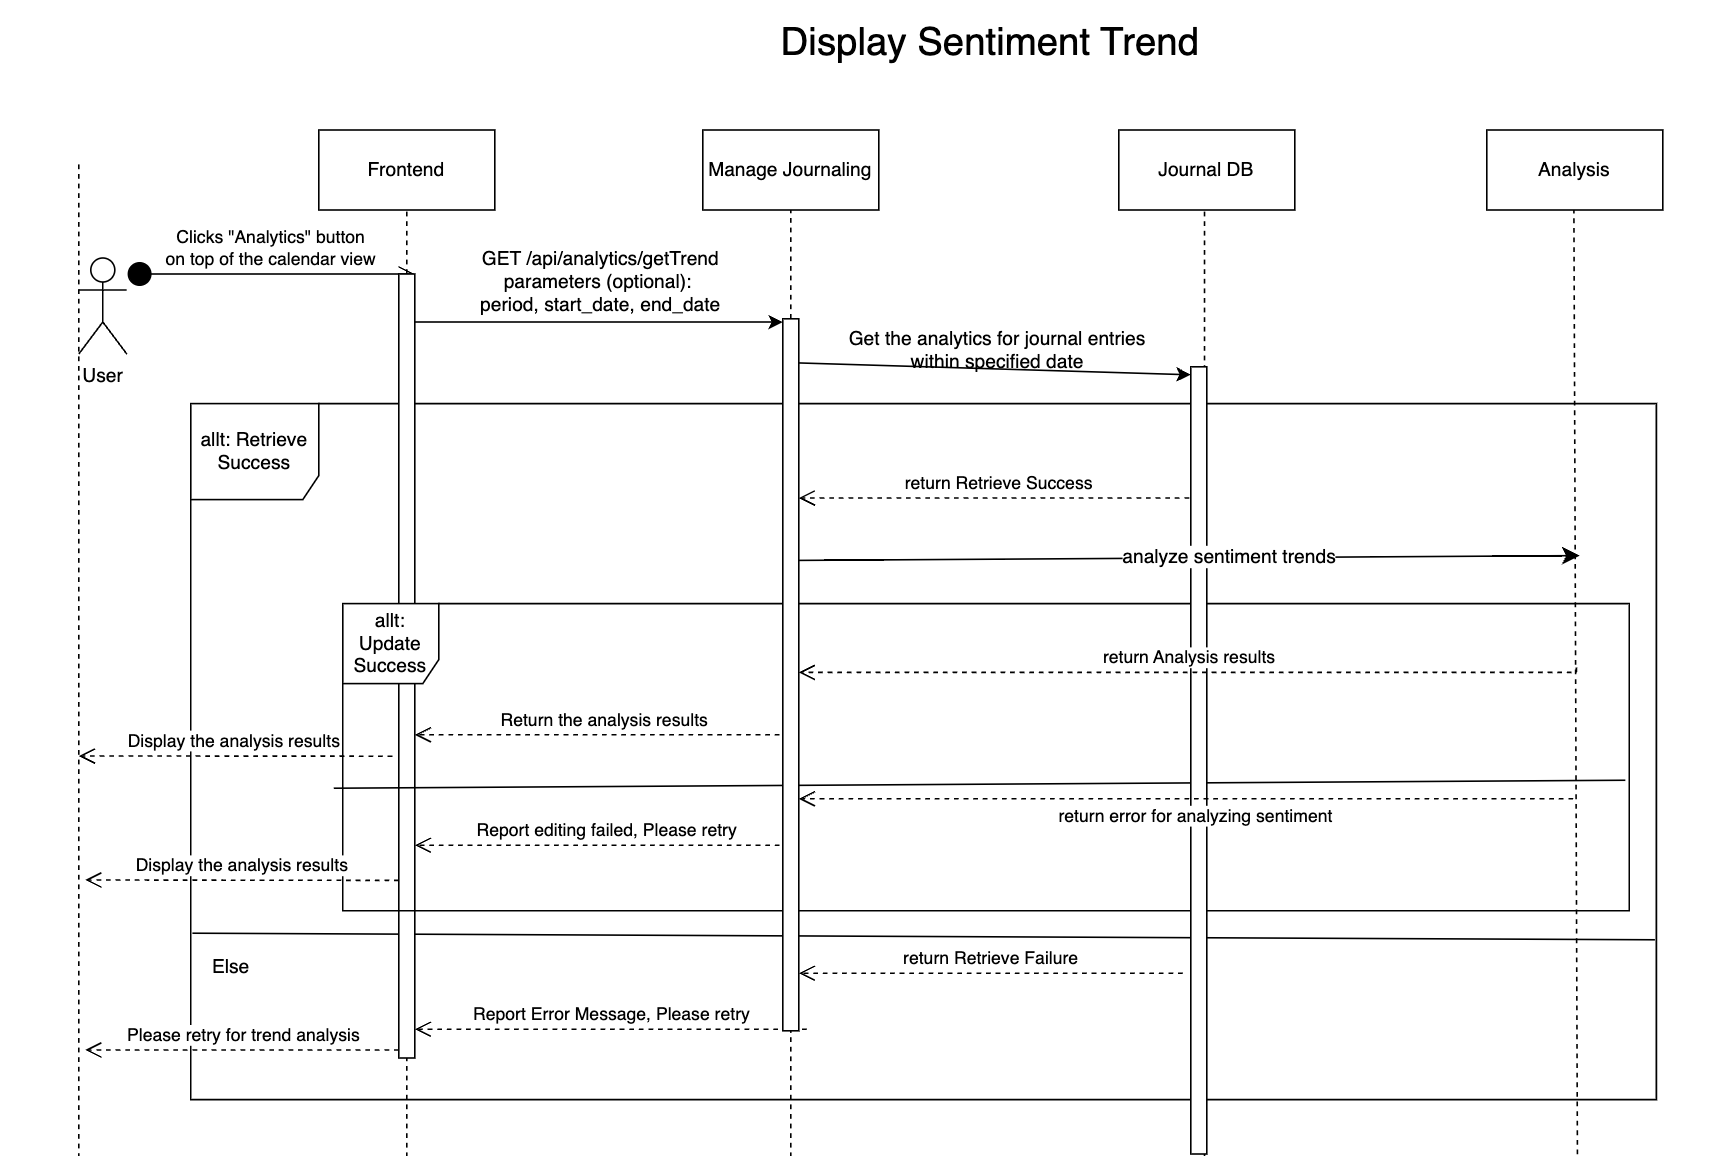 Display Sentiment Trend
Frontend
Manage Journaling
Journal DB
Analysis
Clicks "Analytics" button
on top of the calendar view
GET /api/analytics/getTrend
parameters (optional):
period, start_date, end_date
Get the analytics for journal entries
within specified date
User
allt: Retrieve
Success
return Retrieve Success
analyze sentiment trends
allt:
Update
Success
return Analysis results
Return the analysis results
Display the analysis results
return error for analyzing sentiment
Report editing failed, Please retry
Display the analysis results
Else
return Retrieve Failure
Report Error Message, Please retry
Please retry for trend analysis